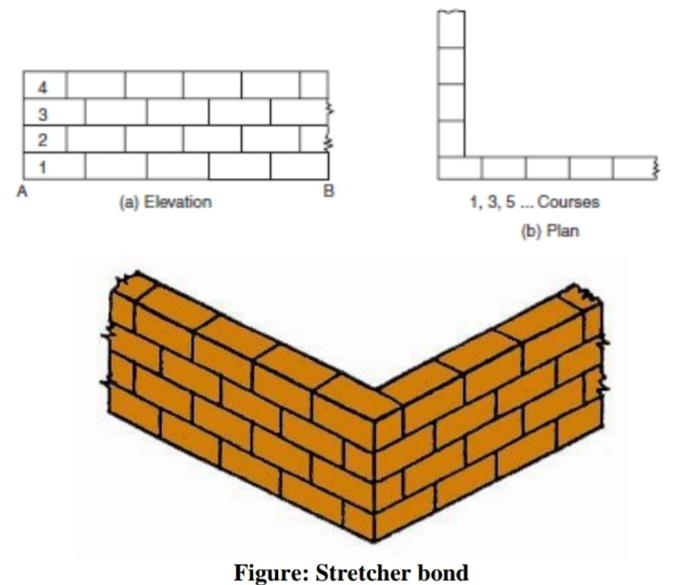 4
3
2
1
A B
(a) Elevation
1, 3, 5 ... Courses
(b) Plan
Figure: Stretcher bond